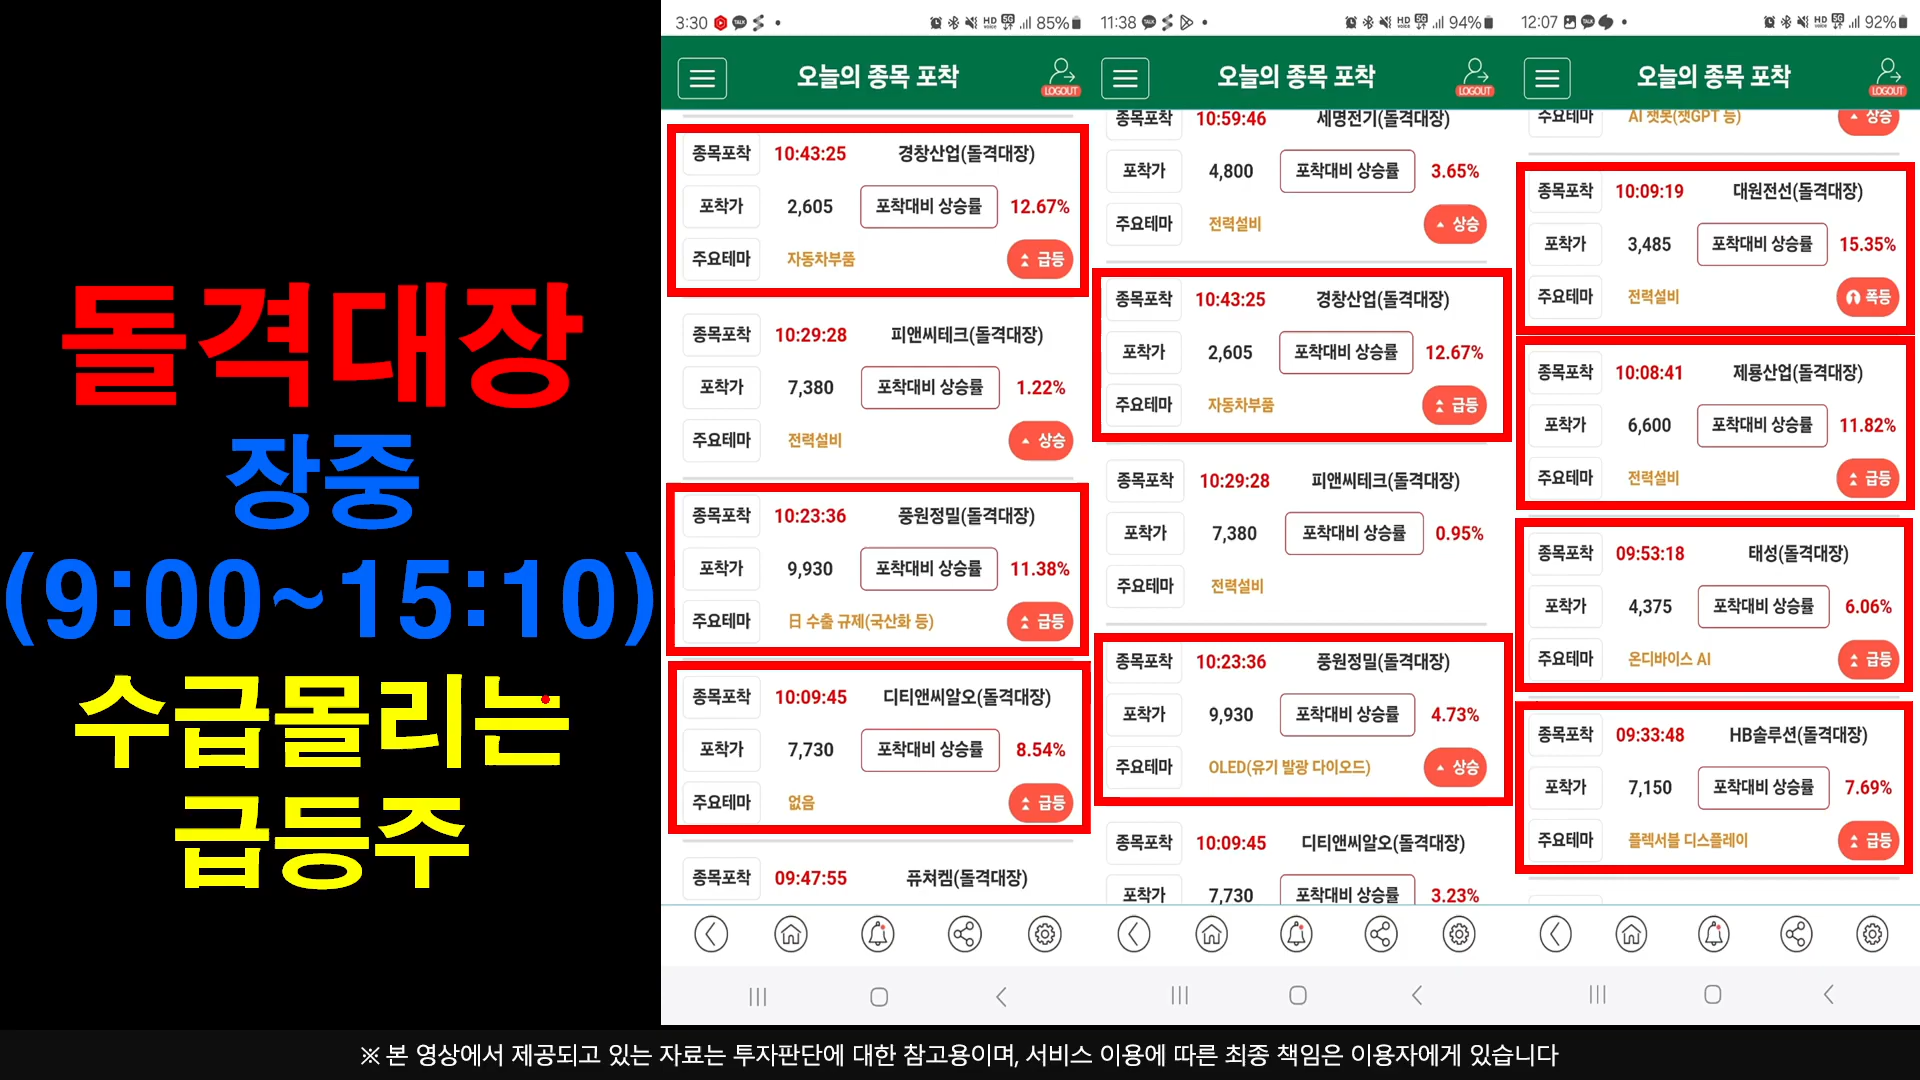 돌격대장
장중
(9:00~15:10)
수급몰리는
급등주
3:30 85%
오늘의 종목 포착
LOGOUT
종목포착 10:43:25 경창산업(돌격대장)
포착가 2,605 포착대비 상승률 12.67%
주요테마 자동차부품 급등
종목포착 10:29:28 피앤씨테크(돌격대장)
포착가 7,380 포착대비 상승률 1.22%
주요테마 전력설비 상승
종목포착 10:23:36 풍원정밀(돌격대장)
포착가 9,930 포착대비 상승률 11.38%
주요테마 日 수출 규제(국산화 등) 급등
종목포착 10:09:45 디티앤씨알오(돌격대장)
포착가 7,730 포착대비 상승률 8.54%
주요테마 없음 급등
종목포착 09:47:55 퓨쳐켐(돌격대장)
11:38 94%
오늘의 종목 포착
LOGOUT
종목포착 10:59:46 세명전기(돌격대장)
포착가 4,800 포착대비 상승률 3.65%
주요테마 전력설비 상승
종목포착 10:43:25 경창산업(돌격대장)
포착가 2,605 포착대비 상승률 12.67%
주요테마 자동차부품 급등
종목포착 10:29:28 피앤씨테크(돌격대장)
포착가 7,380 포착대비 상승률 0.95%
주요테마 전력설비
종목포착 10:23:36 풍원정밀(돌격대장)
포착가 9,930 포착대비 상승률 4.73%
주요테마 OLED(유기 발광 다이오드) 상승
종목포착 10:09:45 디티앤씨알오(돌격대장)
포착가 7,730 포착대비 상승률 3.23%
12:07 92%
오늘의 종목 포착
LOGOUT
주요테마 AI 챗봇(챗GPT 등) 상승
종목포착 10:09:19 대원전선(돌격대장)
포착가 3,485 포착대비 상승률 15.35%
주요테마 전력설비 폭등
종목포착 10:08:41 제룡산업(돌격대장)
포착가 6,600 포착대비 상승률 11.82%
주요테마 전력설비 급등
종목포착 09:53:18 태성(돌격대장)
포착가 4,375 포착대비 상승률 6.06%
주요테마 온디바이스 AI 급등
종목포착 09:33:48 HB솔루션(돌격대장)
포착가 7,150 포착대비 상승률 7.69%
주요테마 플렉서블 디스플레이 급등
※ 본 영상에서 제공되고 있는 자료는 투자판단에 대한 참고용이며, 서비스 이용에 따른 최종 책임은 이용자에게 있습니다